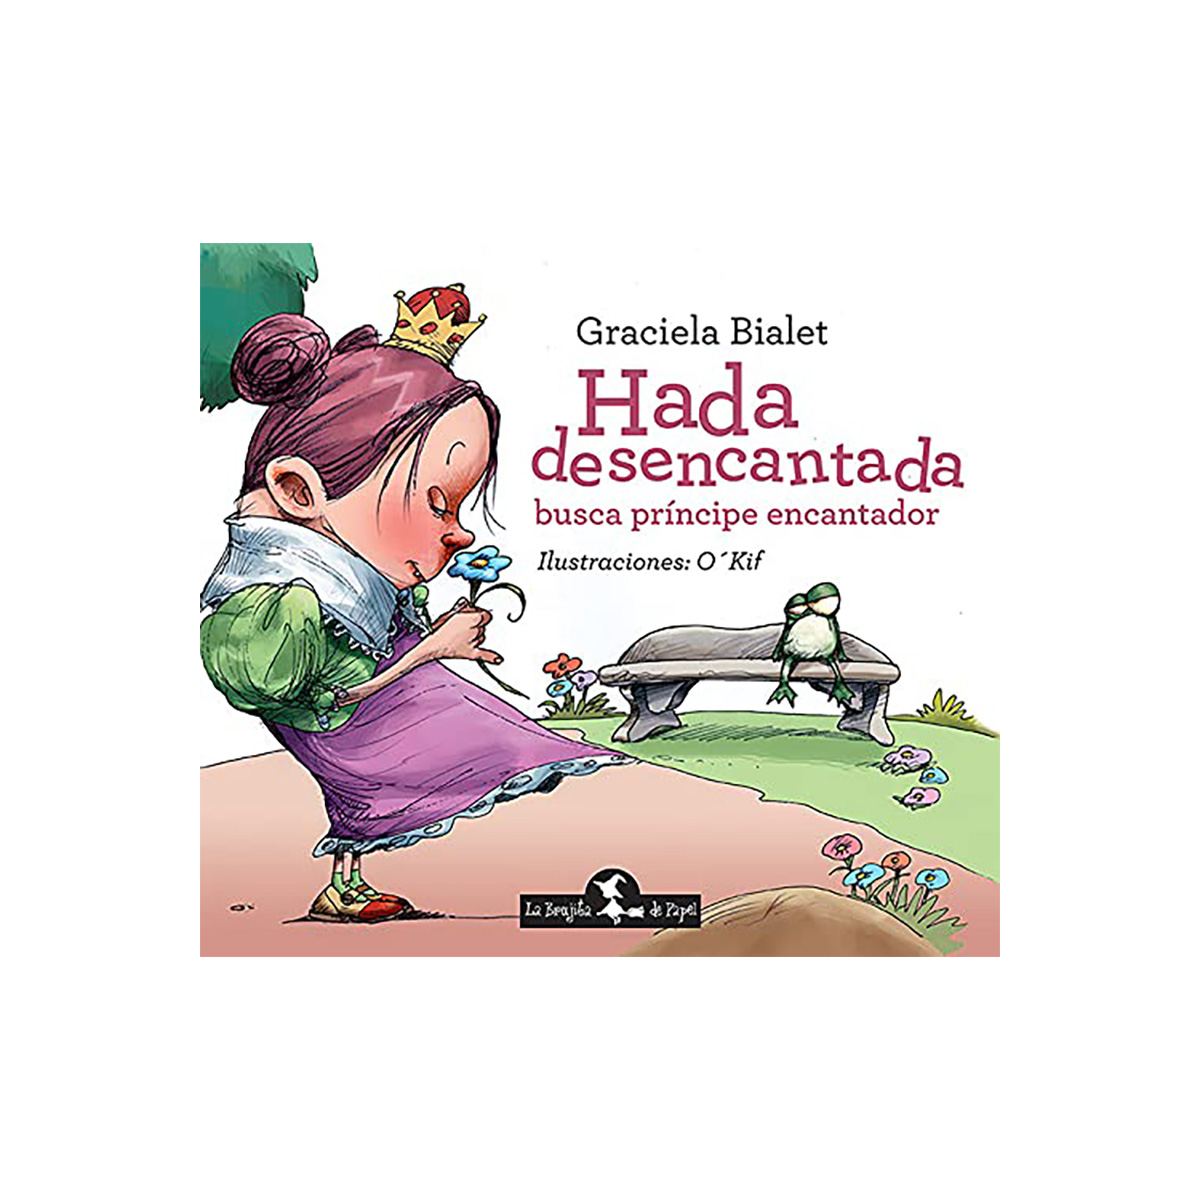 Graciela Bialet
Hada
desencantada
busca príncipe encantador
Ilustraciones: O´Kif
La Brujita de Papel